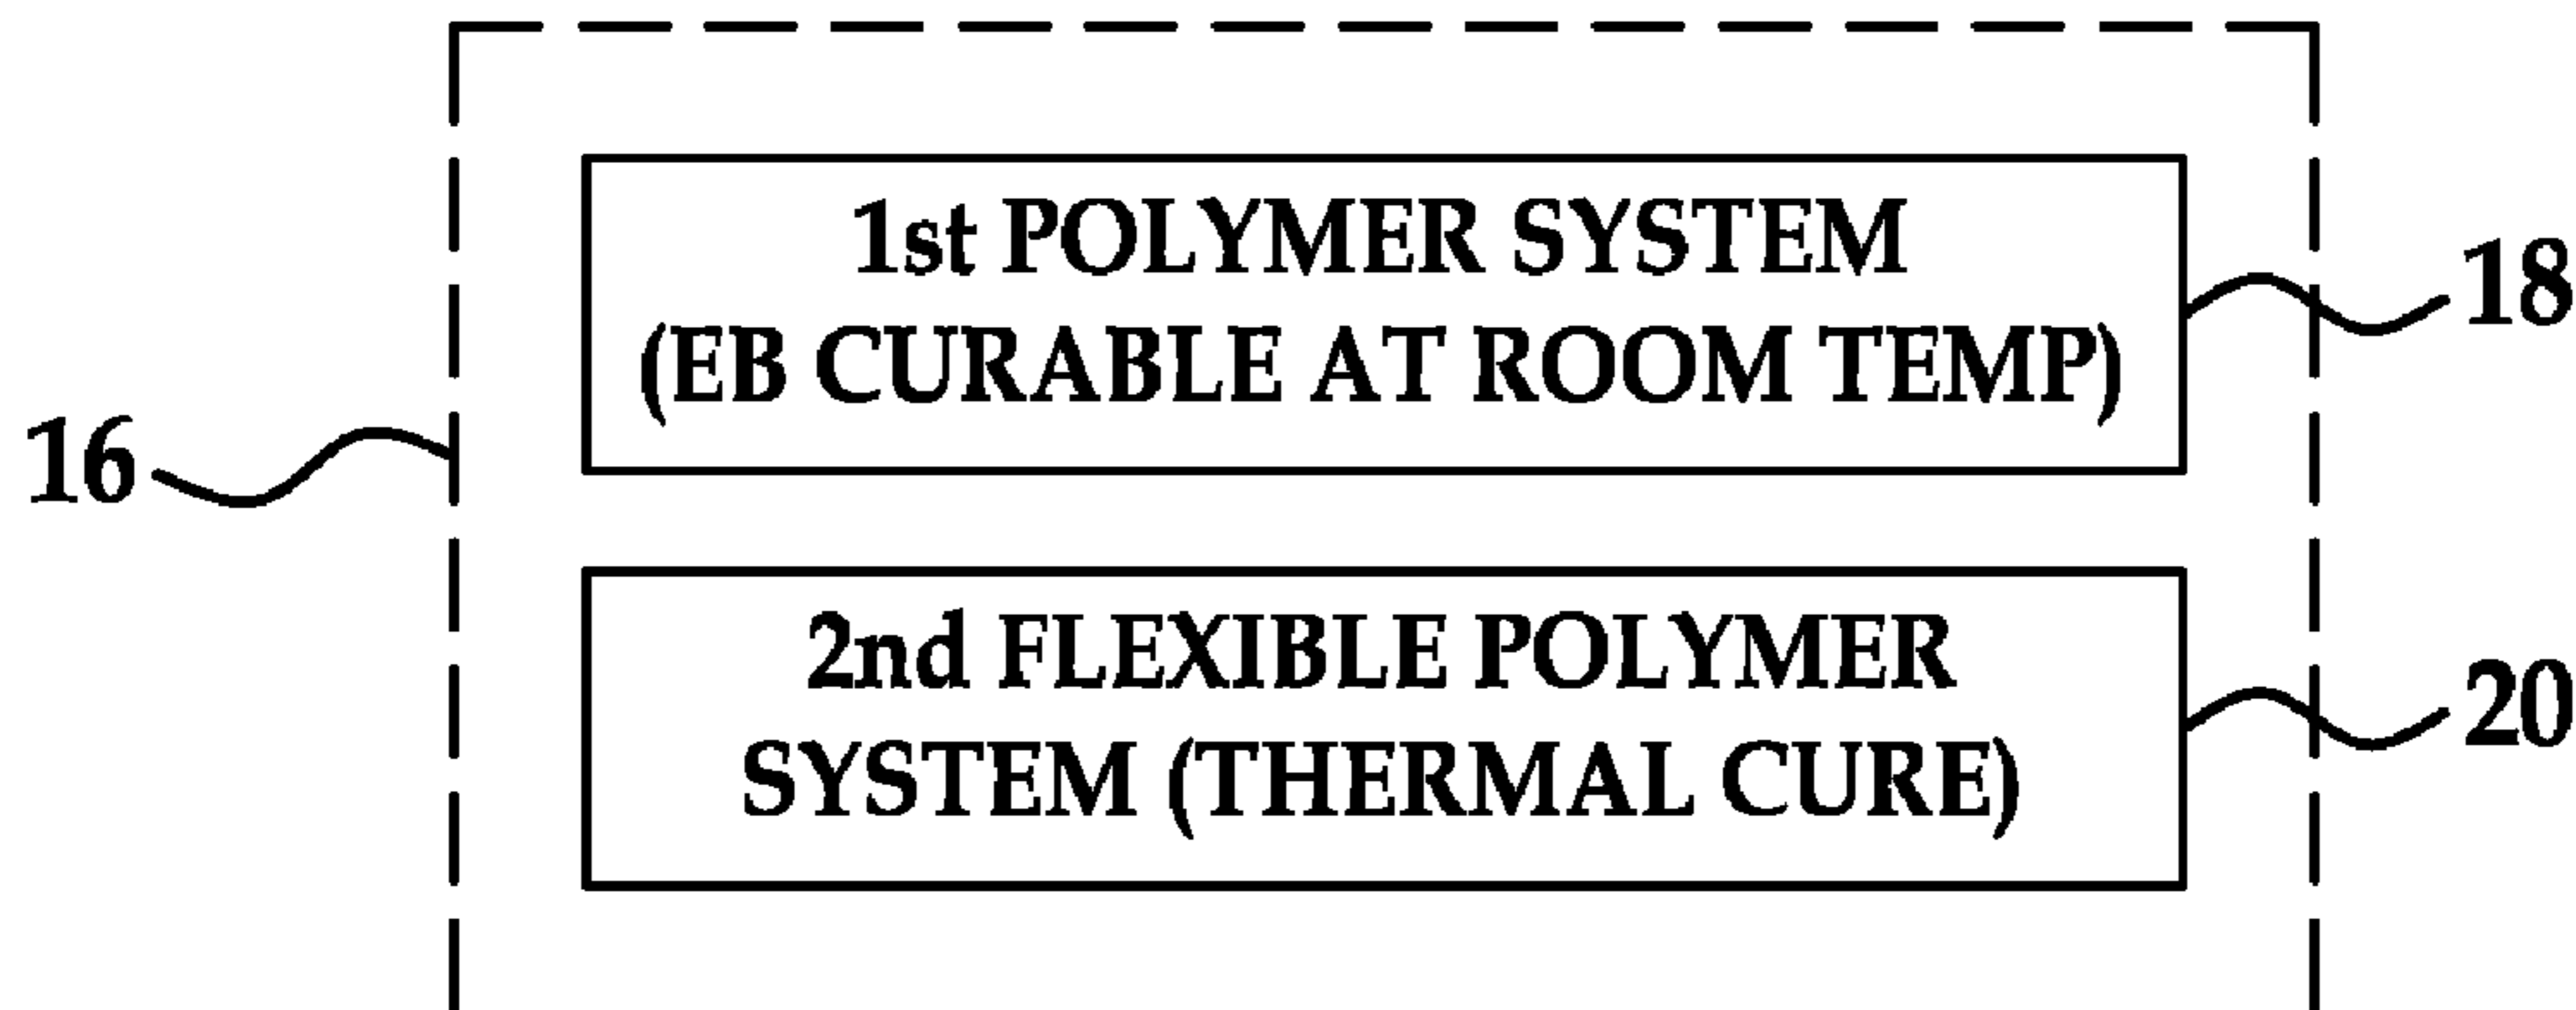 1st POLYMER SYSTEM
(EB CURABLE AT ROOM TEMP)
18
16
2nd FLEXIBLE POLYMER
SYSTEM (THERMAL CURE)
20